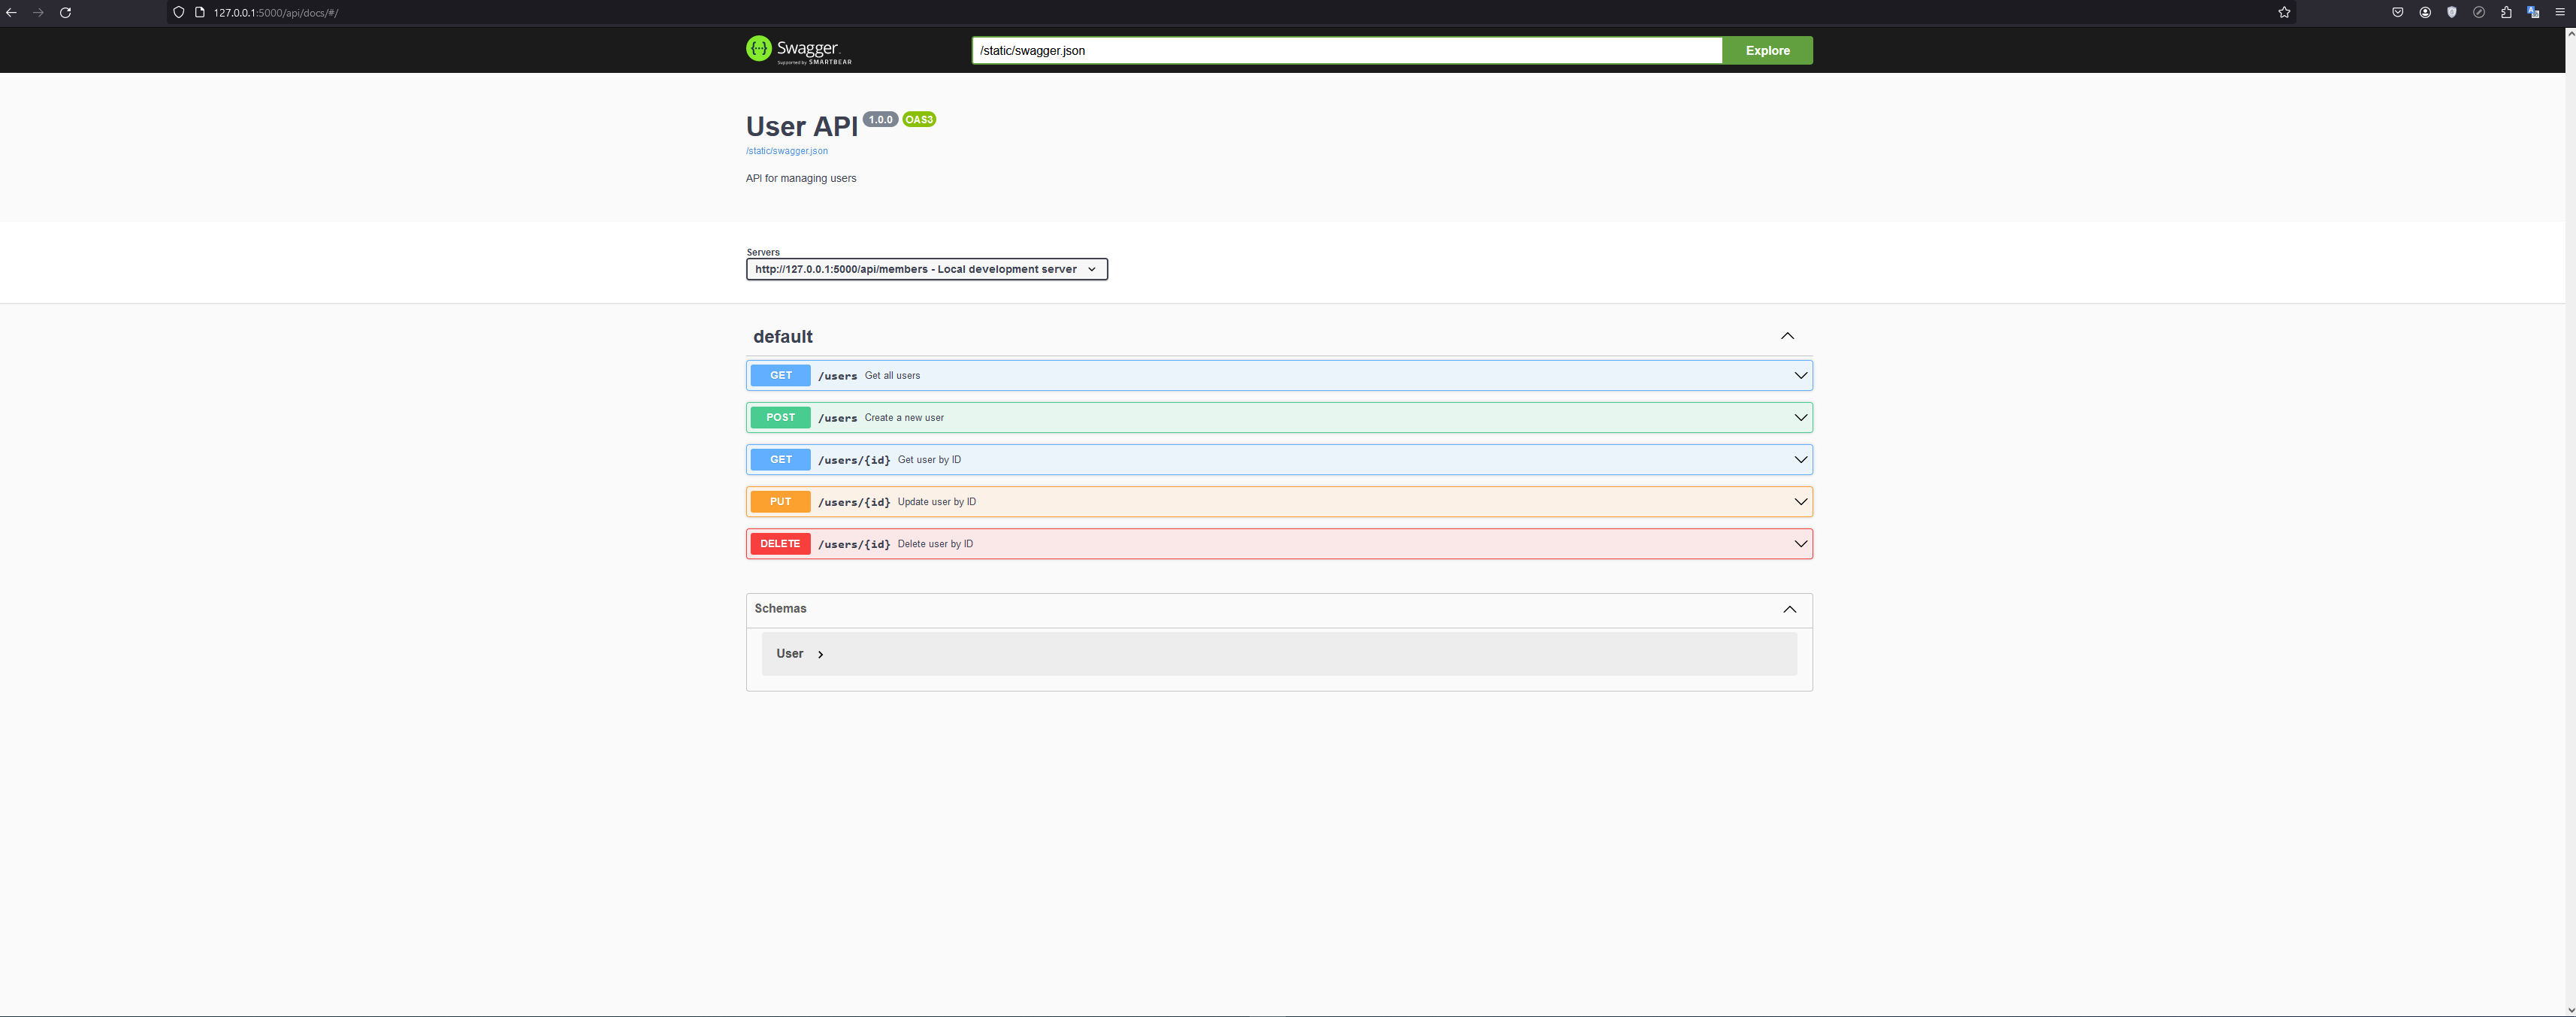 127.0.0.1:5000/api/docs/#/
Swagger.
Supported by SMARTBEAR
/static/swagger.json
Explore
User API 1.0.0 OAS3
/static/swagger.json
API for managing users
Servers
http://127.0.0.1:5000/api/members - Local development server
default
GET /users Get all users
POST /users Create a new user
GET /users/{id} Get user by ID
PUT /users/{id} Update user by ID
DELETE /users/{id} Delete user by ID
Schemas
User